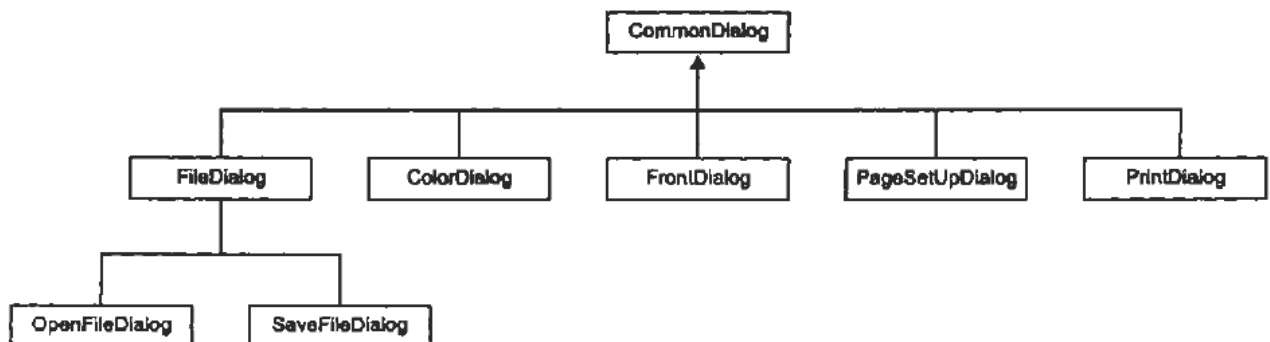 CommonDialog
FileDialog
ColorDialog
FrontDialog
PageSetUpDialog
PrintDialog
OpenFileDialog
SaveFileDialog